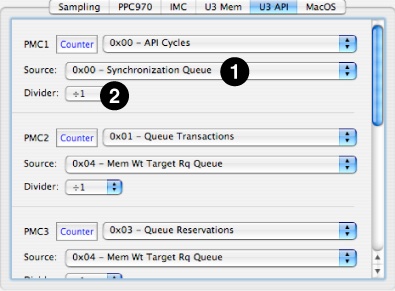 Sampling PPC970 IMC U3 Mem U3 API MacOS
PMC1 Counter 0x00 – API Cycles
Source: 0x00 – Synchronization Queue 1
Divider: ÷1 2
PMC2 Counter 0x01 – Queue Transactions
Source: 0x04 – Mem Wt Target Rq Queue
Divider: ÷1
PMC3 Counter 0x03 – Queue Reservations
Source: 0x04 – Mem Wt Target Rq Queue